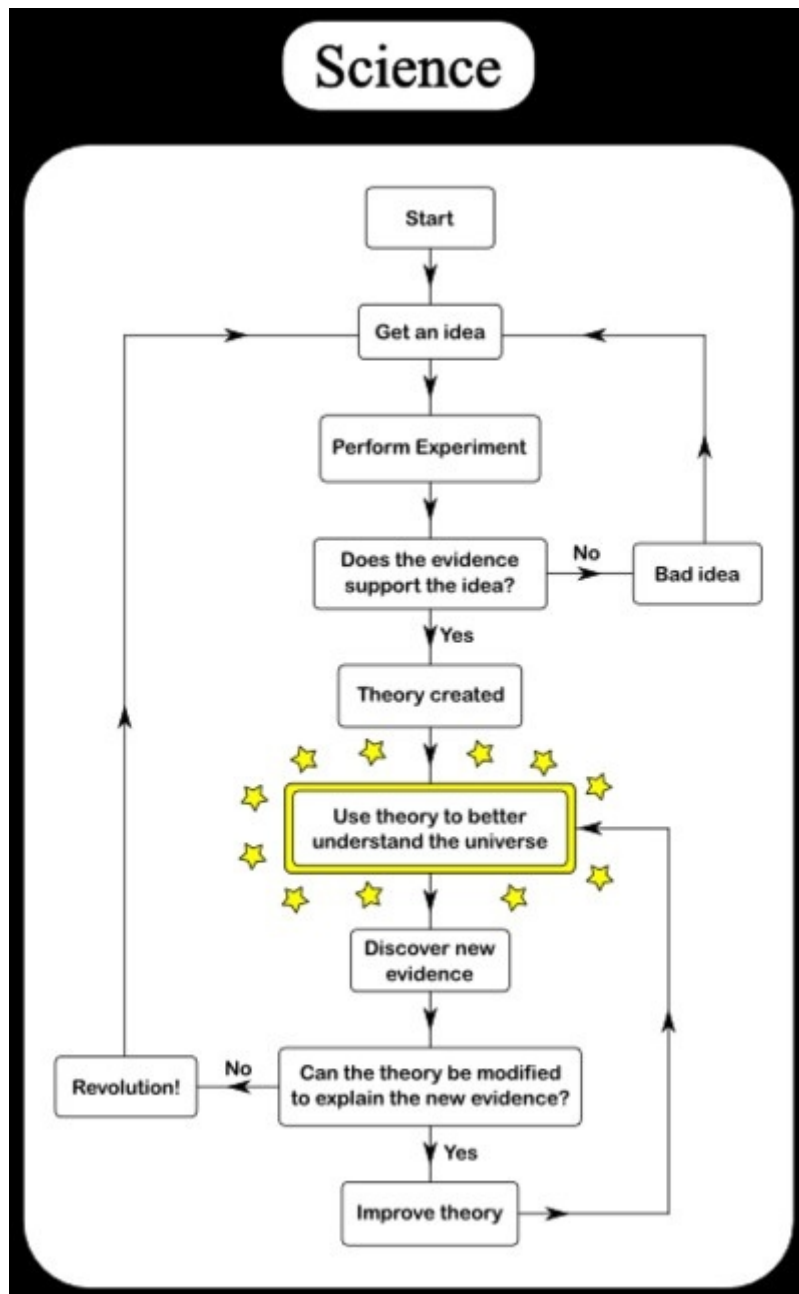 Science
Start
Get an idea
Perform Experiment
Does the evidence
support the idea?
No
Bad idea
Yes
Theory created
Use theory to better
understand the universe
Discover new
evidence
Can the theory be modified
to explain the new evidence?
No
Revolution!
Yes
Improve theory